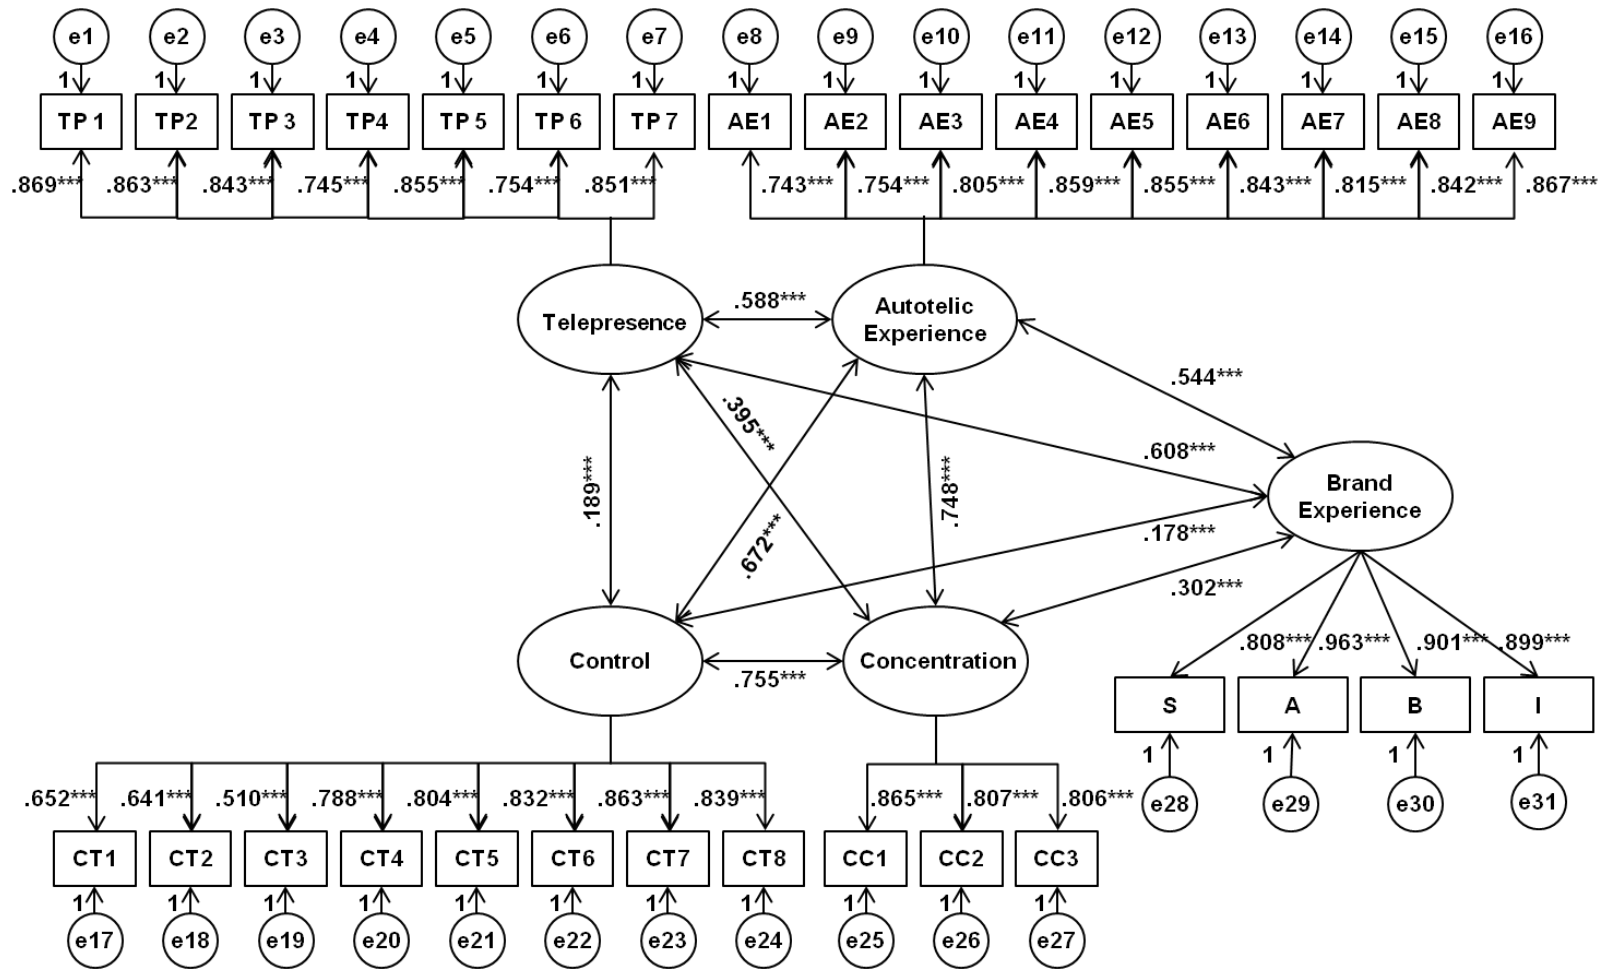 e1 e2 e3 e4 e5 e6 e7 e8 e9 e10 e11 e12 e13 e14 e15 e16
1 1 1 1 1 1 1 1 1 1 1 1 1 1 1 1
TP 1 TP2 TP 3 TP4 TP 5 TP 6 TP 7 AE1 AE2 AE3 AE4 AE5 AE6 AE7 AE8 AE9
.869*** .863*** .843*** .745*** .855*** .754*** .851*** .743*** .754*** .805*** .859*** .855*** .843*** .815*** .842*** .867***
Telepresence
.588***
Autotelic
Experience
.544***
.395***
.608***
.189***
.672***
.748***
Brand
Experience
.178***
.302***
Control
.755***
Concentration
.808*** .963*** .901*** .899***
S A B I
1 1 1 1
e28 e29 e30 e31
.652*** .641*** .510*** .788*** .804*** .832*** .863*** .839*** .865*** .807*** .806***
CT1 CT2 CT3 CT4 CT5 CT6 CT7 CT8 CC1 CC2 CC3
1 1 1 1 1 1 1 1 1 1 1
e17 e18 e19 e20 e21 e22 e23 e24 e25 e26 e27